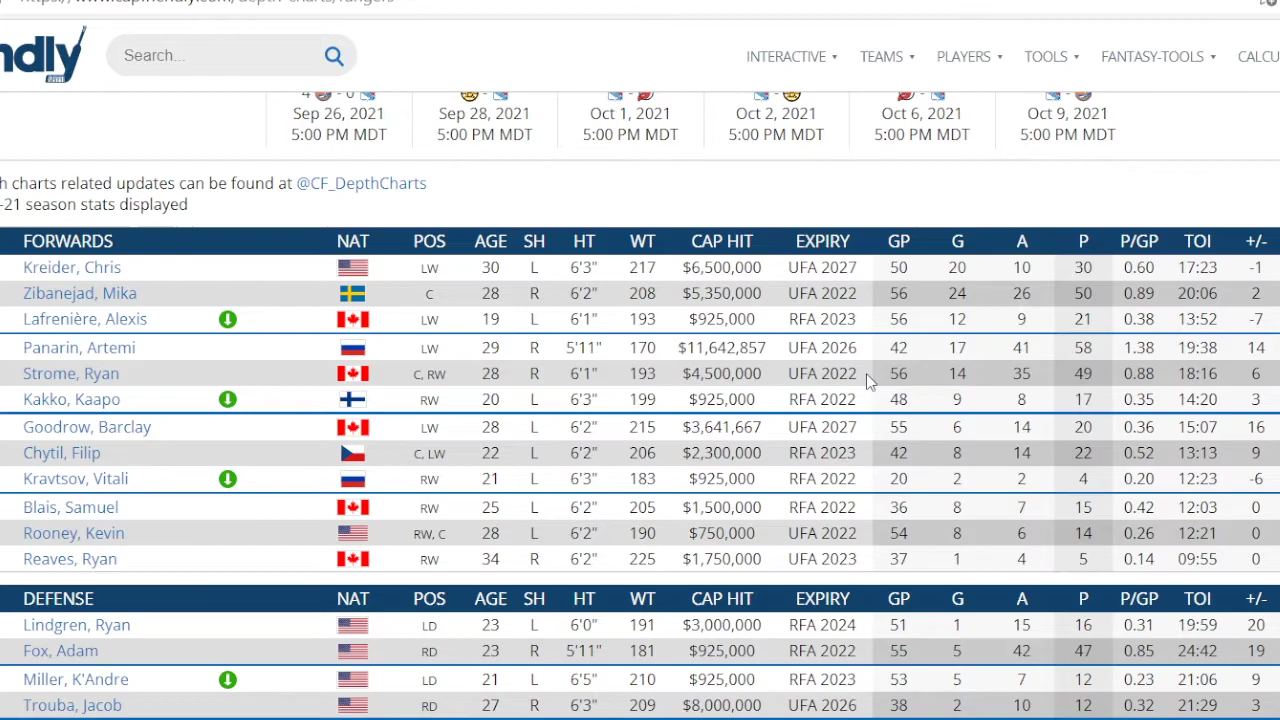 ndly Search... INTERACTIVE TEAMS PLAYERS TOOLS FANTASY-TOOLS CALCU
Sep 26, 2021 Sep 28, 2021 Oct 1, 2021 Oct 2, 2021 Oct 6, 2021 Oct 9, 2021
5:00 PM MDT 5:00 PM MDT 5:00 PM MDT 5:00 PM MDT 5:00 PM MDT 5:00 PM MDT
h charts related updates can be found at @CF_DepthCharts
-21 season stats displayed
FORWARDS NAT POS AGE SH HT WT CAP HIT EXPIRY GP G A P P/GP TOI +/-
Kreider, Chris LW 30 L 6'3" 217 $6,500,000 UFA 2027 50 20 10 30 0.60 17:23 -1
Zibanejad, Mika C 28 R 6'2" 208 $5,350,000 UFA 2022 56 24 26 50 0.89 20:06 2
Lafrenière, Alexis LW 19 L 6'1" 193 $925,000 RFA 2023 56 12 9 21 0.38 13:52 -7
Panarin, Artemi LW 29 R 5'11" 170 $11,642,857 UFA 2026 42 17 41 58 1.38 19:38 14
Strome, Ryan C, RW 28 R 6'1" 193 $4,500,000 UFA 2022 56 14 35 49 0.88 18:16 6
Kakko, Kaapo RW 20 L 6'3" 199 $925,000 RFA 2022 48 9 8 17 0.35 14:20 3
Goodrow, Barclay LW 28 L 6'2" 215 $3,641,667 UFA 2027 55 6 14 20 0.36 15:07 16
Chytil, Filip C, LW 22 L 6'2" 206 $2,300,000 RFA 2023 42 8 14 22 0.52 13:13 9
Kravtsov, Vitali RW 21 L 6'3" 183 $925,000 RFA 2022 20 2 2 4 0.20 12:23 -6
Blais, Samuel RW 25 L 6'2" 205 $1,500,000 RFA 2022 36 8 7 15 0.42 12:03 0
Rooney, Kevin RW, C 28 L 6'2" 190 $750,000 UFA 2022 54 8 6 14 0.26 12:21 0
Reaves, Ryan RW 34 R 6'2" 225 $1,750,000 UFA 2023 37 1 4 5 0.14 09:55 0
DEFENSE NAT POS AGE SH HT WT CAP HIT EXPIRY GP G A P P/GP TOI +/-
Lindgren, Ryan LD 23 L 6'0" 191 $3,000,000 RFA 2024 51 1 15 16 0.31 19:53 20
Fox, Adam RD 23 R 5'11" 181 $925,000 RFA 2022 55 5 42 47 0.85 24:42 19
Miller, K'Andre LD 21 L 6'5" 210 $925,000 RFA 2023 53 5 7 12 0.23 21:06 9
Trouba, Jacob RD 27 R 6'3" 209 $8,000,000 UFA 2026 38 2 10 12 0.32 21:29 3